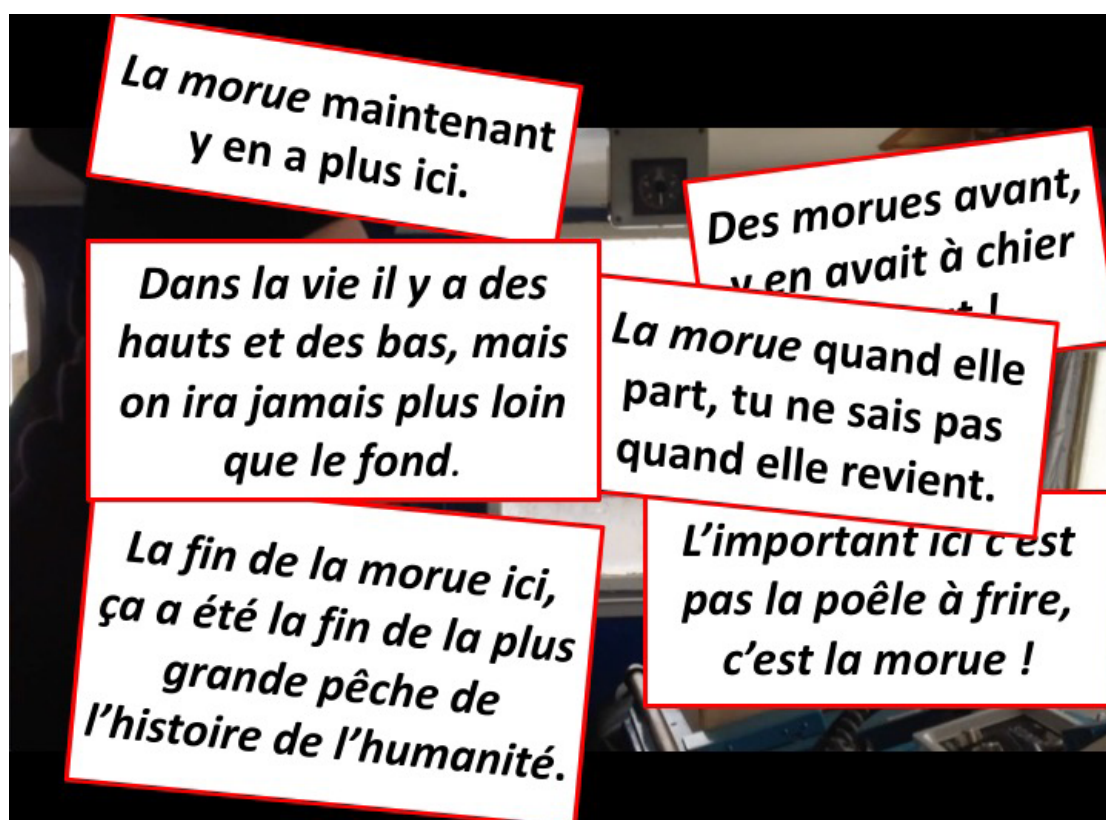 La morue maintenant
y en a plus ici.
Des morues avant,
y en avait à chier
!
Dans la vie il y a des
hauts et des bas, mais
on ira jamais plus loin
que le fond.
La morue quand elle
part, tu ne sais pas
quand elle revient.
La fin de la morue ici,
ça a été la fin de la plus
grande pêche de
l’histoire de l’humanité.
L’important ici c’est
pas la poêle à frire,
c’est la morue !